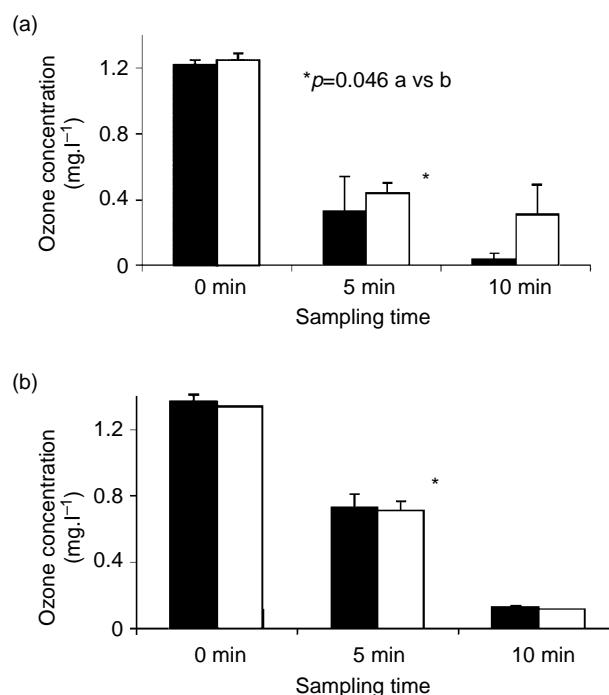 (a)
Ozone concentration
(mg.l⁻¹)
1.2
0.8
0.4
0
*p=0.046 a vs b
*
0 min 5 min 10 min
Sampling time
(b)
Ozone concentration
(mg.l⁻¹)
1.2
0.8
0.4
0
*
0 min 5 min 10 min
Sampling time